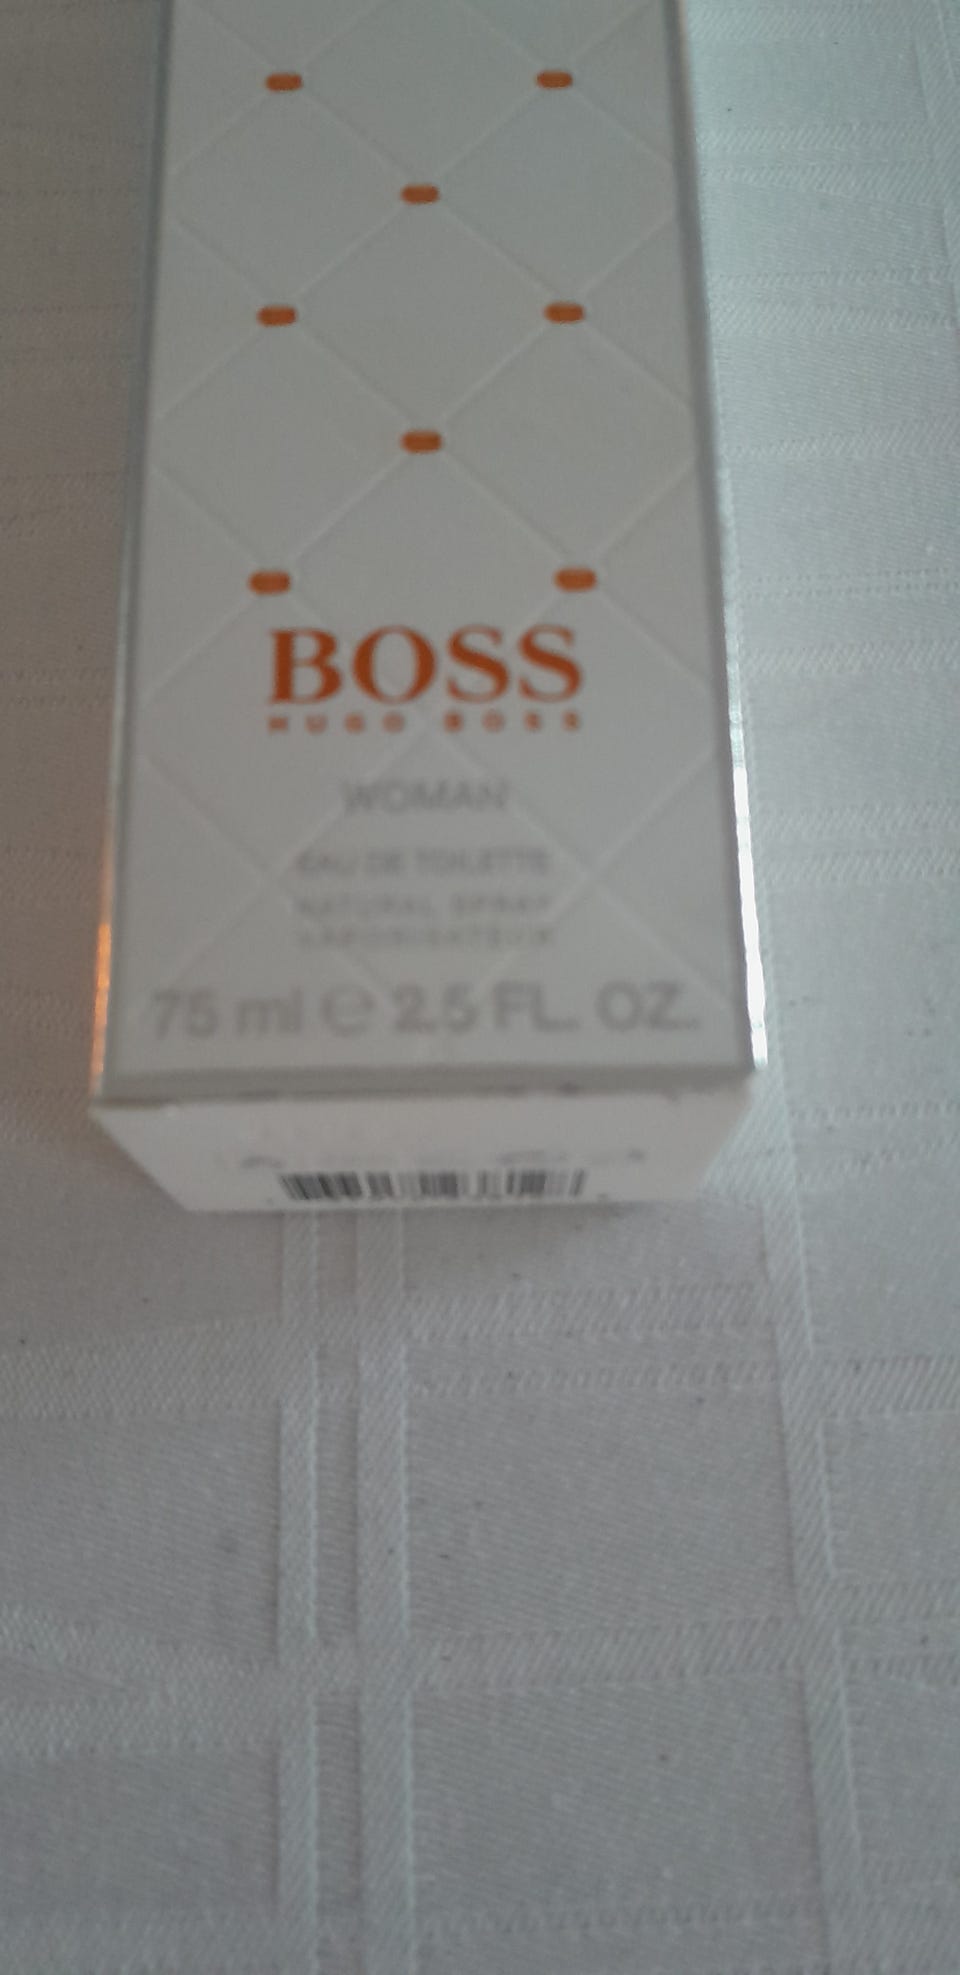 BOSS
HUGO BOSS
WOMAN
EAU DE TOILETTE
NATURAL SPRAY
VAPORISATEUR
75 ml ℮ 2.5 FL. OZ.